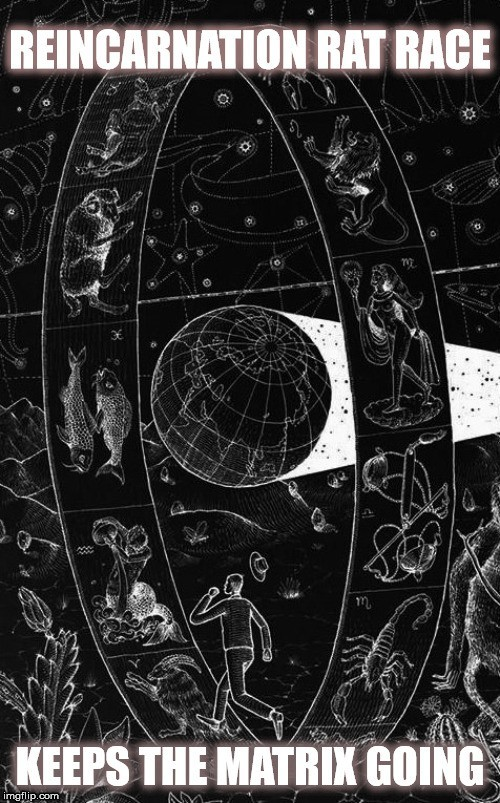 REINCARNATION RAT RACE
♌
♈
♍
♓
♎
♒
♏
KEEPS THE MATRIX GOING
imgflip.com